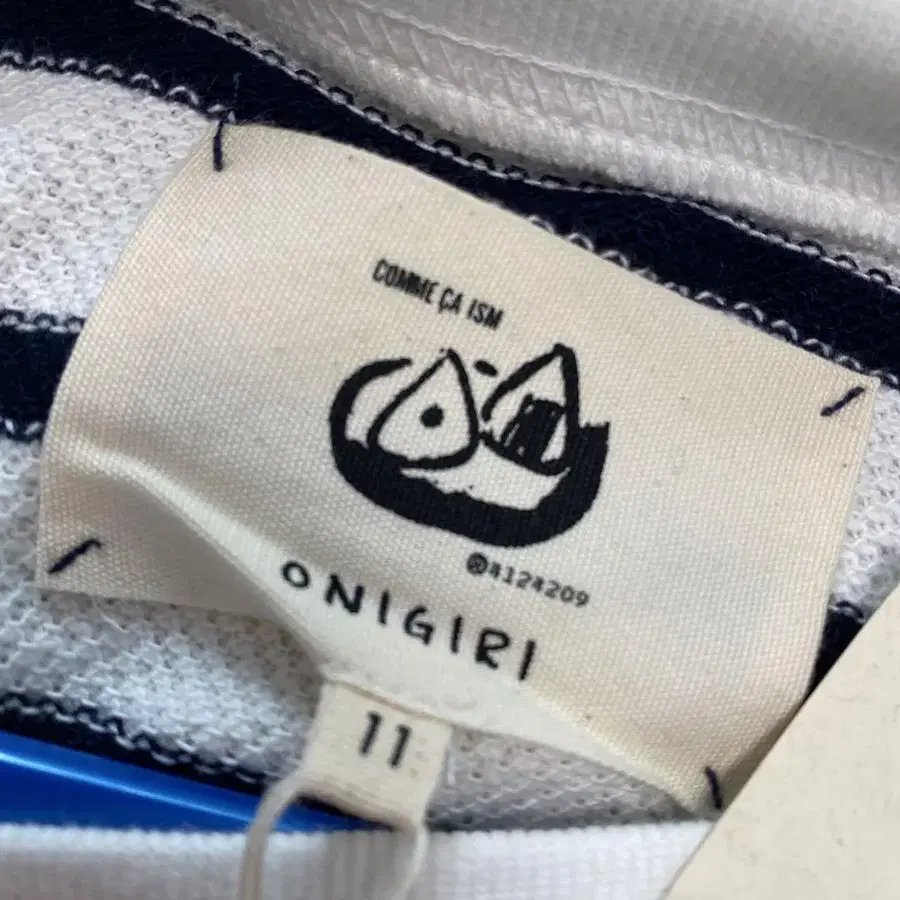 COMME ÇA ISM
®4124209
ONIGIRI
11